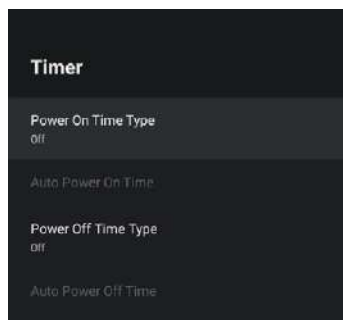 Timer
Power On Time Type
Off
Auto Power On Time
Power Off Time Type
Off
Auto Power Off Time